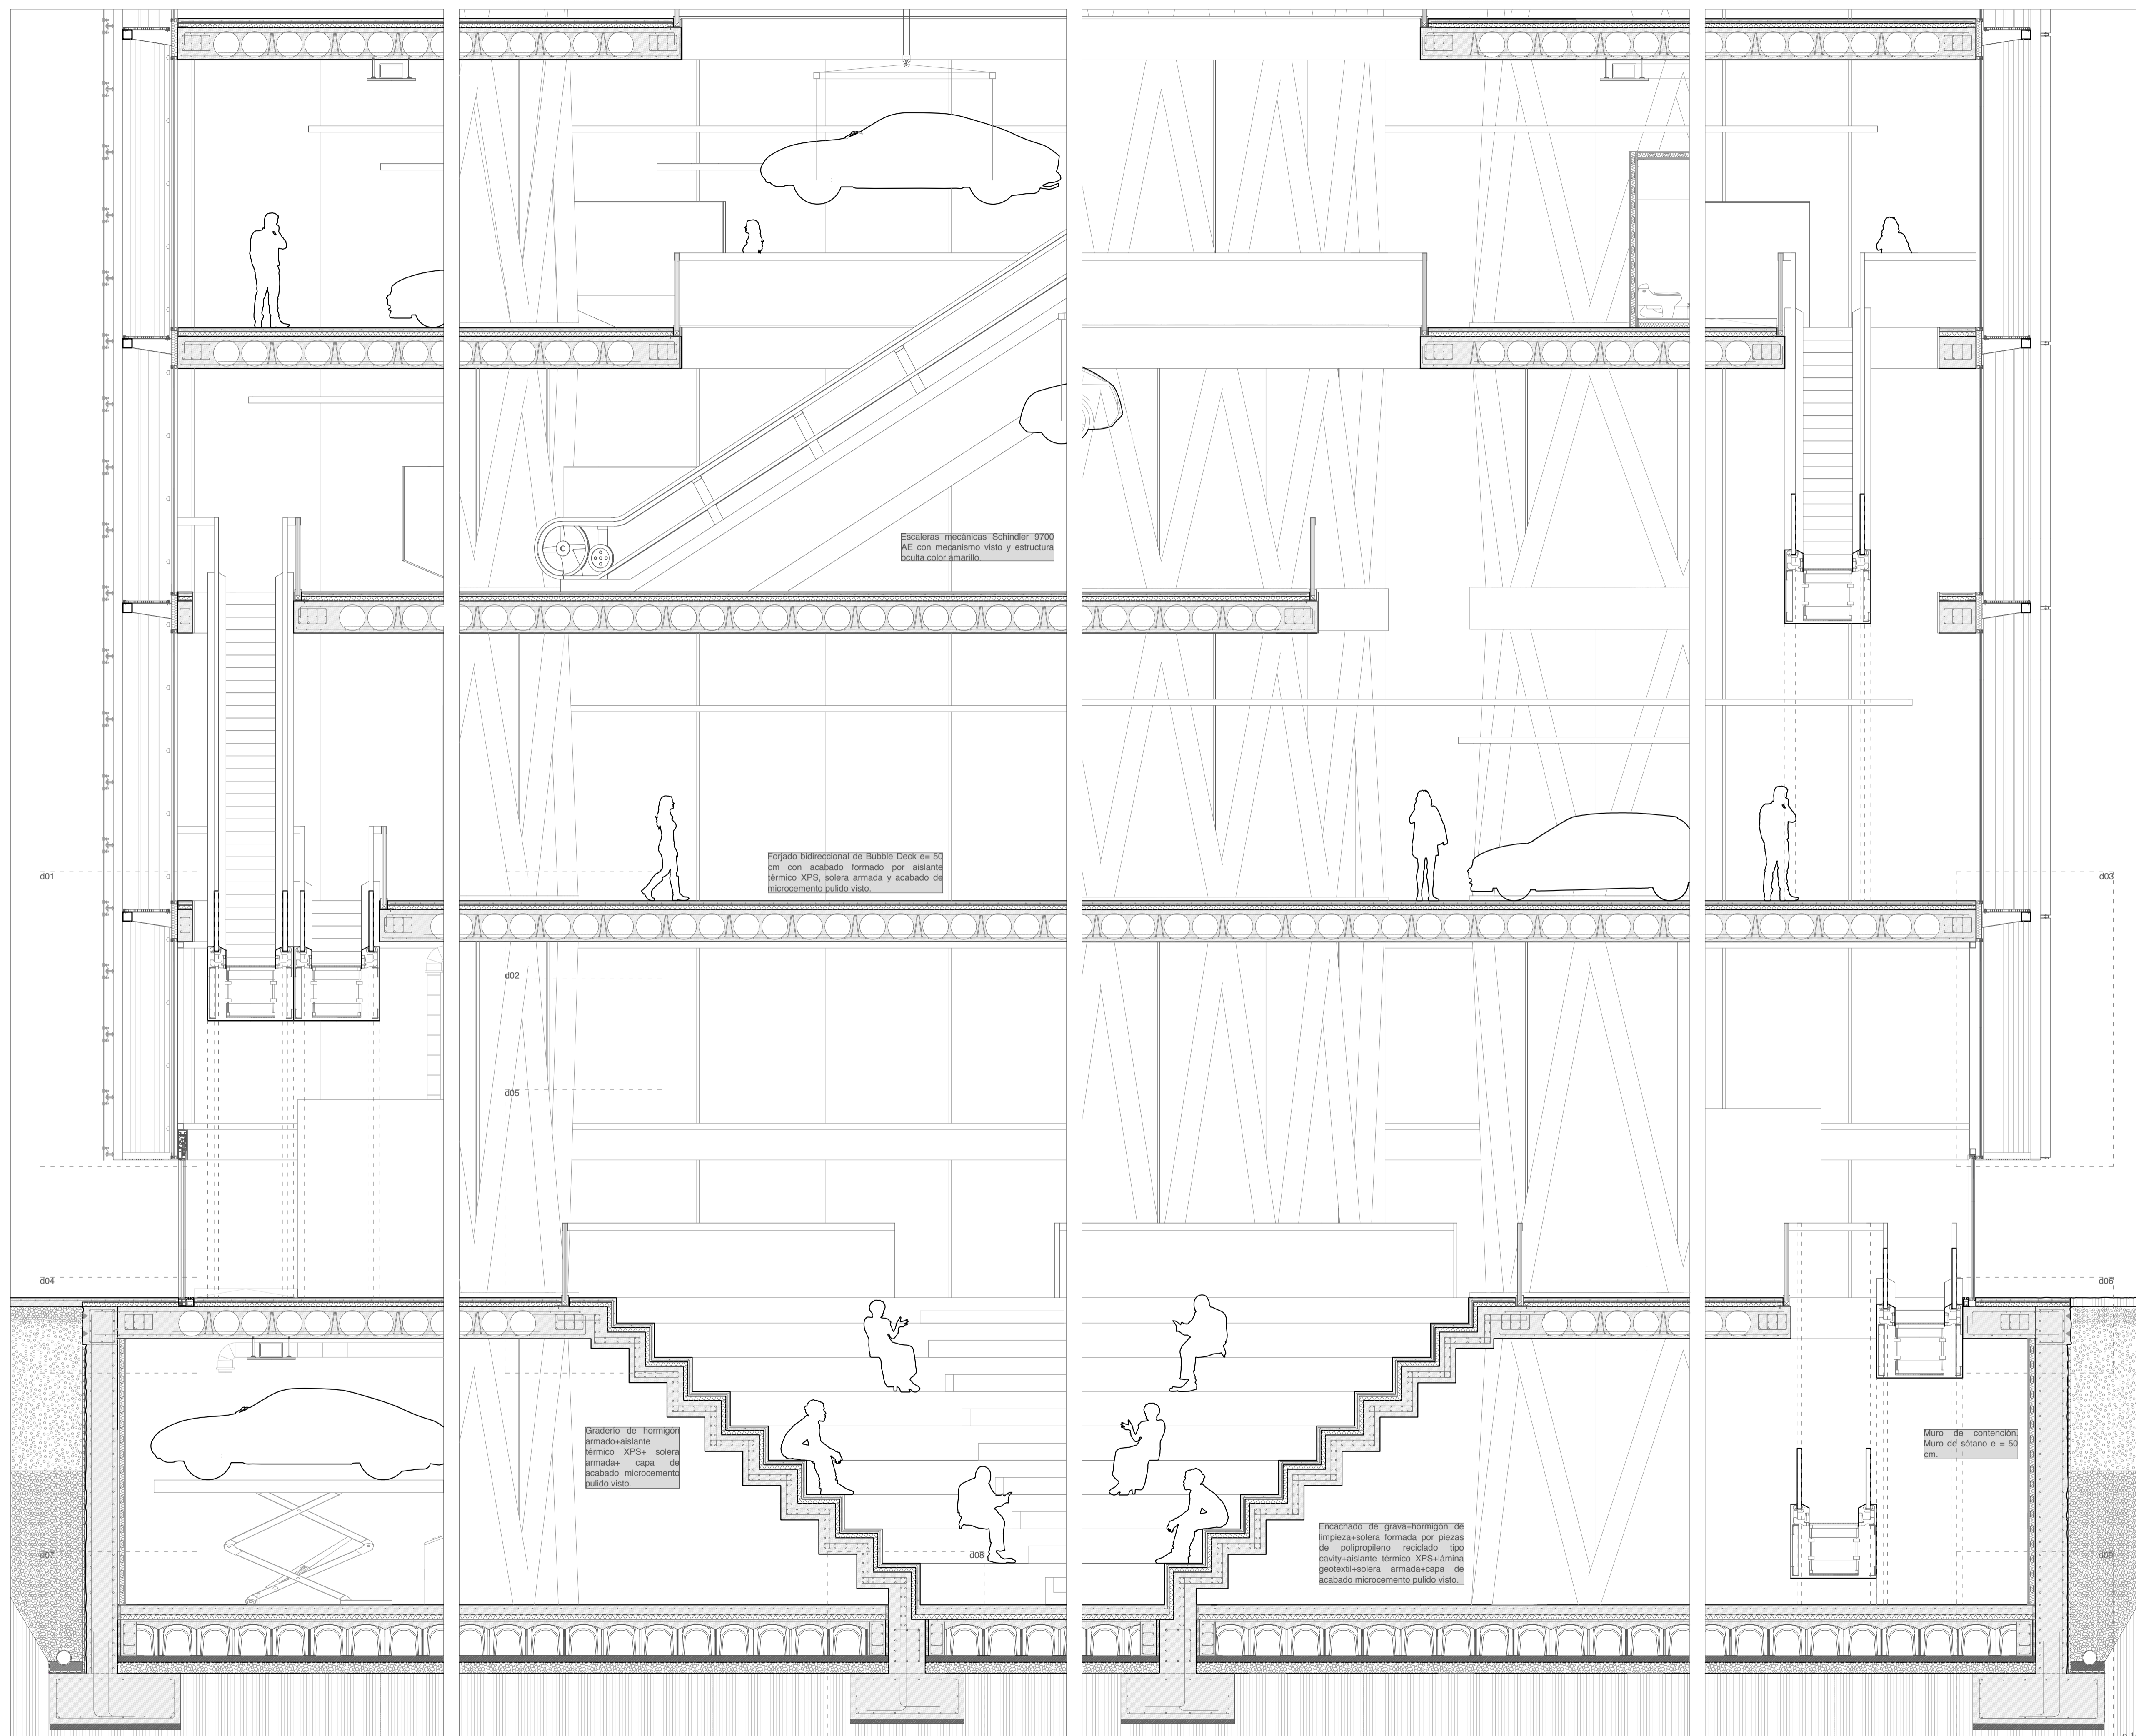 Escaleras mecánicas Schindler 9700
AE con mecanismo visto y estructura
oculta color amarillo.
Forjado bidireccional de Bubble Deck e= 50
cm con acabado formado por aislante
térmico XPS, solera armada y acabado de
microcemento pulido visto.
d01
d03
d02
d05
d04
d06
Graderío de hormigón
armado+aislante
térmico XPS+ solera
armada+ capa de
acabado microcemento
pulido visto.
Muro de contención.
Muro de sótano e = 50
cm.
Encachado de grava+hormigón de
limpieza+solera formada por piezas
de polipropileno reciclado tipo
cavity+aislante térmico XPS+lámina
geotextil+solera armada+capa de
acabado microcemento pulido visto.
d07
d08
d09